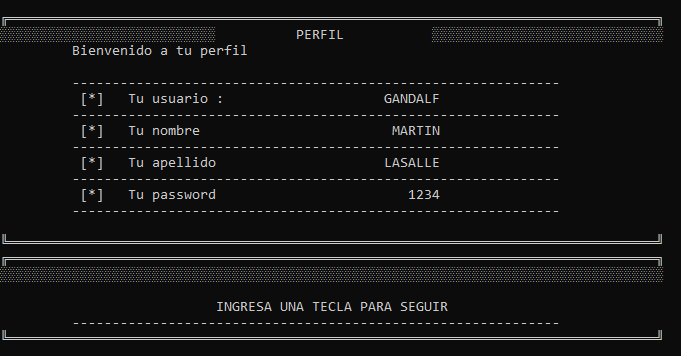 PERFIL
Bienvenido a tu perfil
------------------------------------------------------------
[*] Tu usuario : GANDALF
------------------------------------------------------------
[*] Tu nombre MARTIN
------------------------------------------------------------
[*] Tu apellido LASALLE
------------------------------------------------------------
[*] Tu password 1234
------------------------------------------------------------
INGRESA UNA TECLA PARA SEGUIR
------------------------------------------------------------